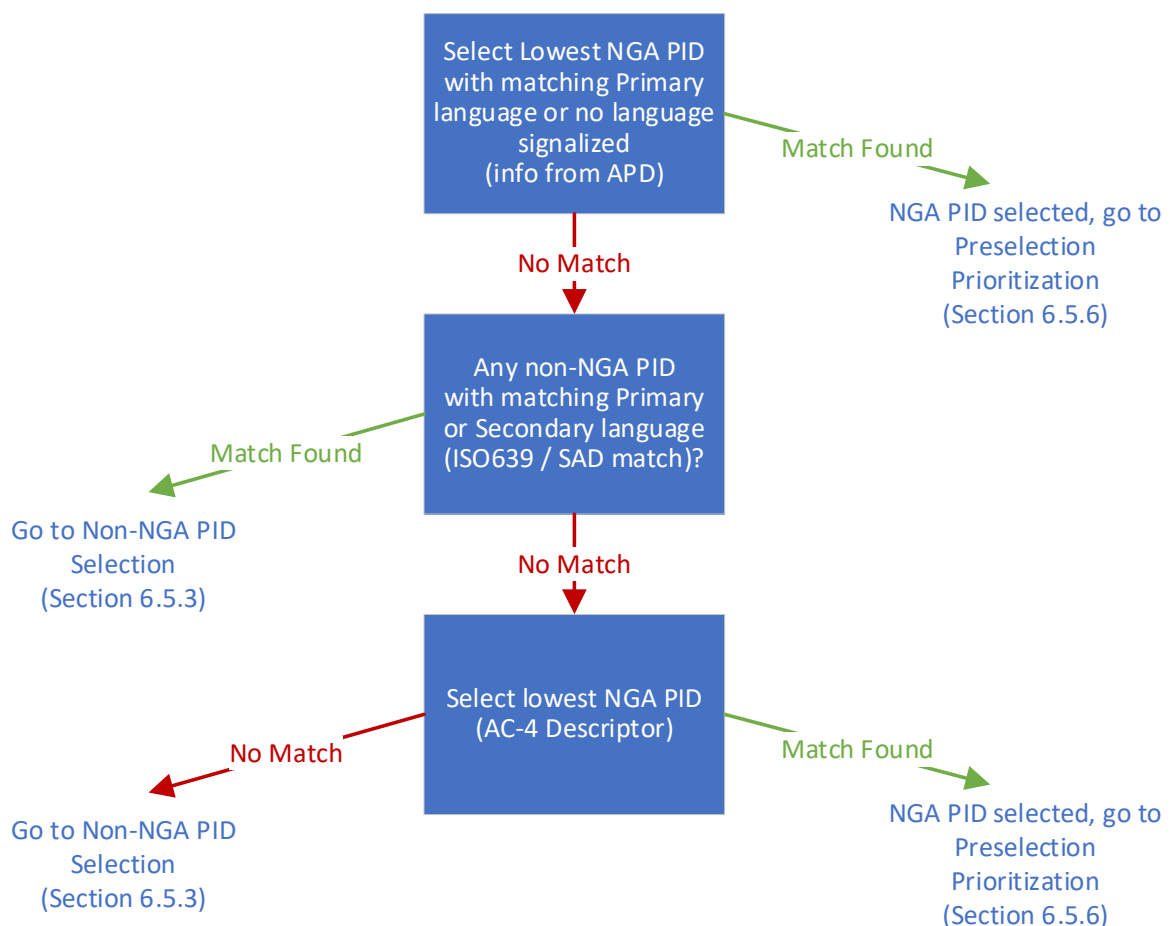 Select Lowest NGA PID
with matching Primary
language or no language
signalized
(info from APD)
Match Found
NGA PID selected, go to
Preselection
Prioritization
(Section 6.5.6)
No Match
Any non-NGA PID
with matching Primary
or Secondary language
(ISO639 / SAD match)?
Match Found
Go to Non-NGA PID
Selection
(Section 6.5.3)
No Match
Select lowest NGA PID
(AC-4 Descriptor)
No Match
Match Found
Go to Non-NGA PID
Selection
(Section 6.5.3)
NGA PID selected, go to
Preselection
Prioritization
(Section 6.5.6)